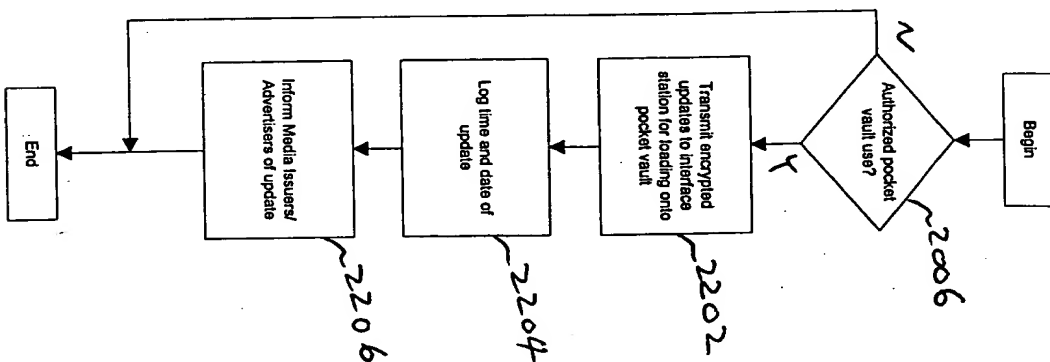 Begin
Authorized pocket
vault use?
2006
N
Y
Transmit encrypted
updates to interface
station for loading onto
pocket vault
2202
Log time and date of
update
2204
Inform Media Issuers/
Advertisers of update
2206
End